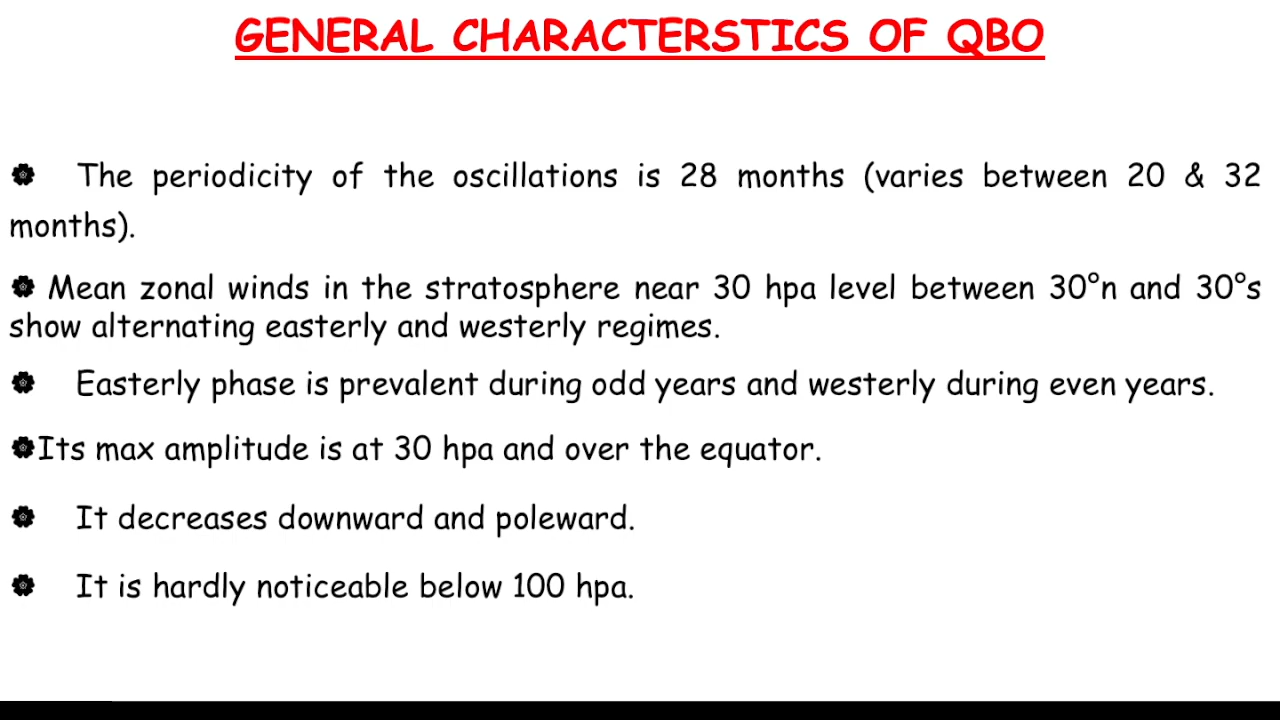 GENERAL CHARACTERSTICS OF QBO
The periodicity of the oscillations is 28 months (varies between 20 & 32
months).
Mean zonal winds in the stratosphere near 30 hpa level between 30°n and 30°s
show alternating easterly and westerly regimes.
Easterly phase is prevalent during odd years and westerly during even years.
Its max amplitude is at 30 hpa and over the equator.
It decreases downward and poleward.
It is hardly noticeable below 100 hpa.